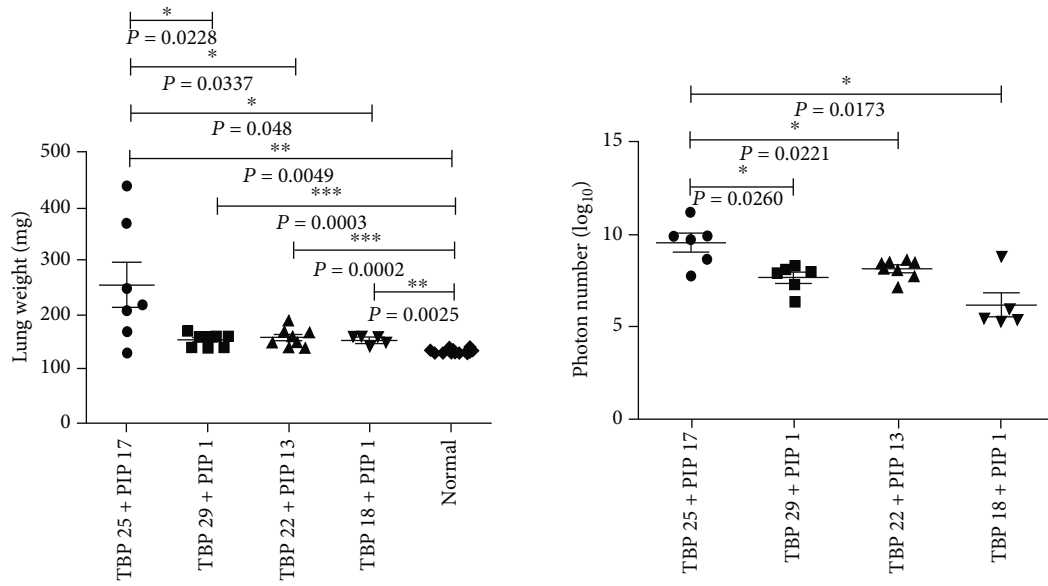 *
P = 0.0228
*
P = 0.0337
*
P = 0.048
**
P = 0.0049
***
P = 0.0003
***
P = 0.0002
**
P = 0.0025
Lung weight (mg)
500
400
300
200
100
0
TBP 25 + PIP 17
TBP 29 + PIP 1
TBP 22 + PIP 13
TBP 18 + PIP 1
Normal
*
P = 0.0173
*
P = 0.0221
*
P = 0.0260
Photon number (log₁₀)
15
10
5
0
TBP 25 + PIP 17
TBP 29 + PIP 1
TBP 22 + PIP 13
TBP 18 + PIP 1